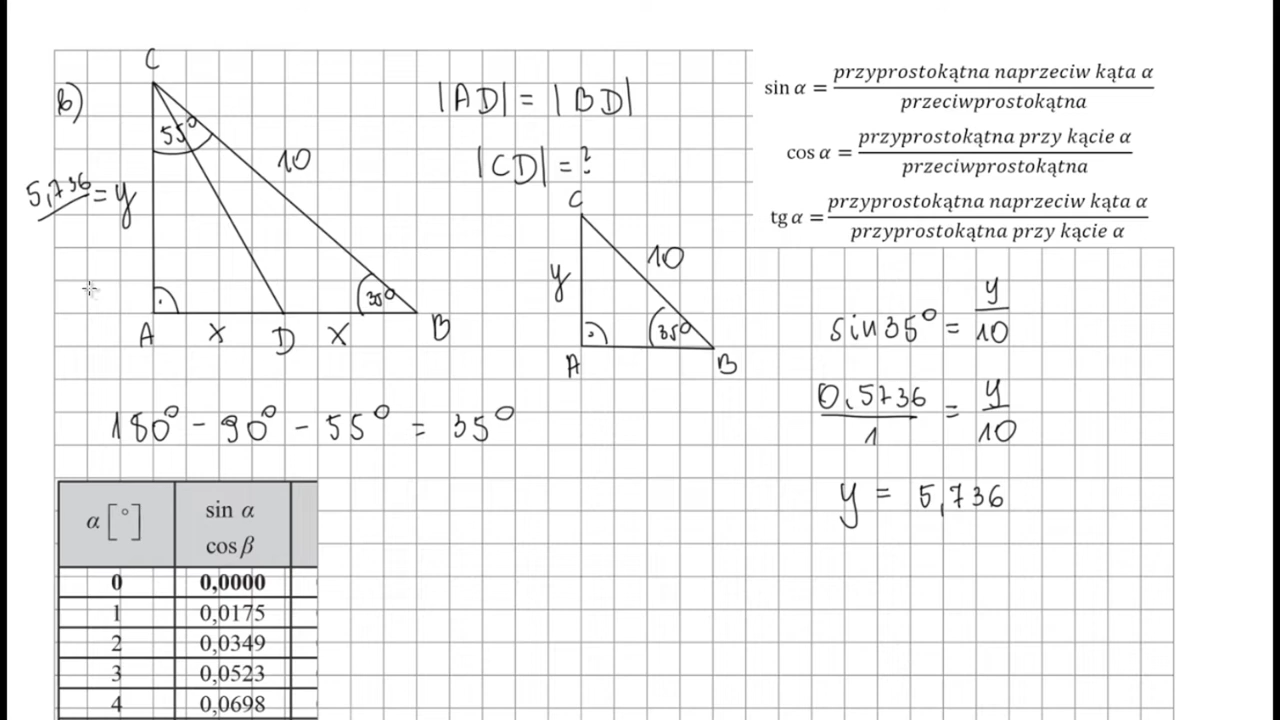 b)
C
55°
10
5,736 = y
A
x
D
x
35°
B
|AD| = |BD|
|CD| = ?
C
y
10
35°
A
B
180° - 90° - 55° = 35°
sin α = przyprostokątna naprzeciw kąta α / przeciwprostokątna
cos α = przyprostokątna przy kącie α / przeciwprostokątna
tg α = przyprostokątna naprzeciw kąta α / przyprostokątna przy kącie α
sin 35° = y / 10
0,5736 / 1 = y / 10
y = 5,736
α [°] sin α cos β
0 0,0000
1 0,0175
2 0,0349
3 0,0523
4 0,0698